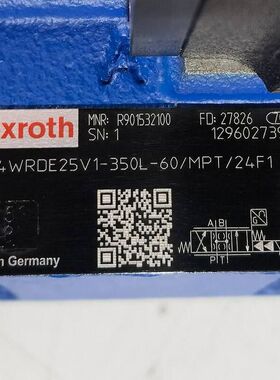 exroth
MNR: R901532100
FD: 27826
SN: 1
129602739
4WRDE25V1-350L-60/MPT/24F1
n Germany
A B
P T